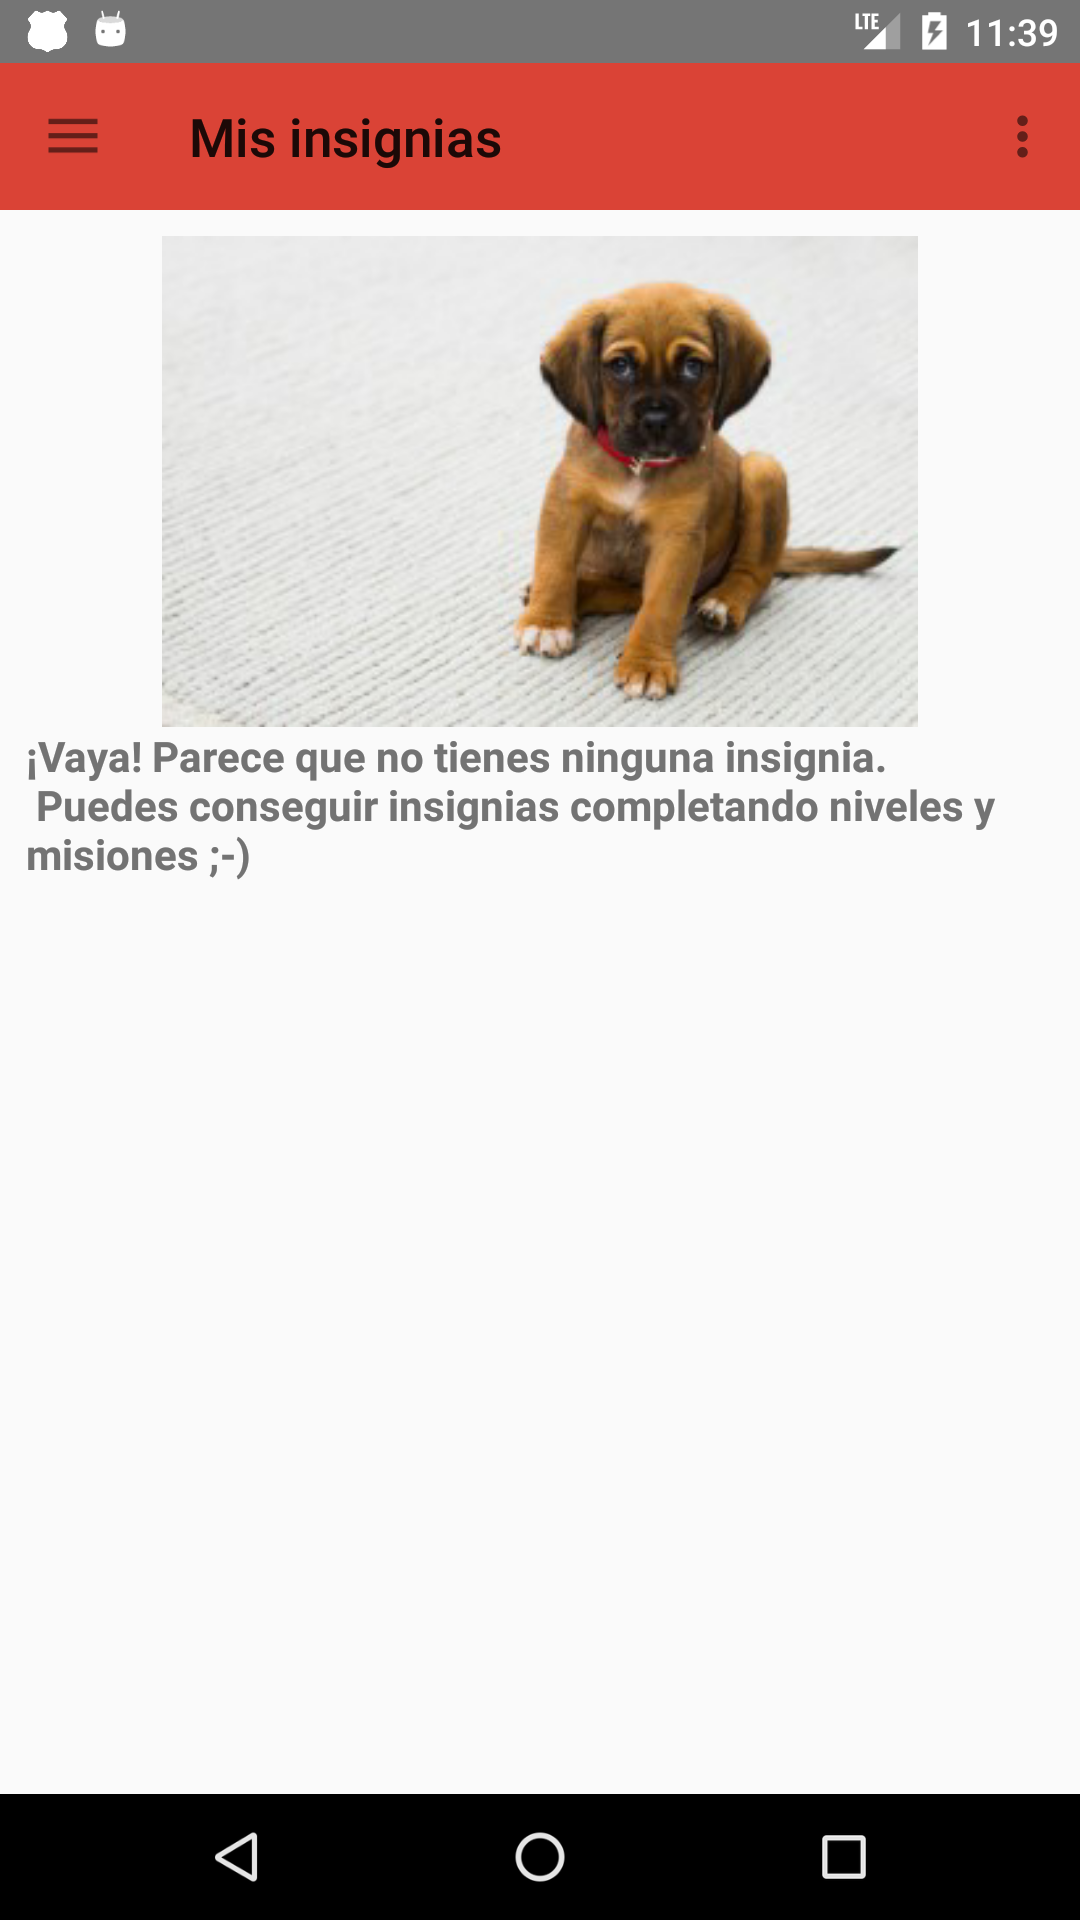 LTE 11:39
Mis insignias
¡Vaya! Parece que no tienes ninguna insignia.
Puedes conseguir insignias completando niveles y
misiones ;-)